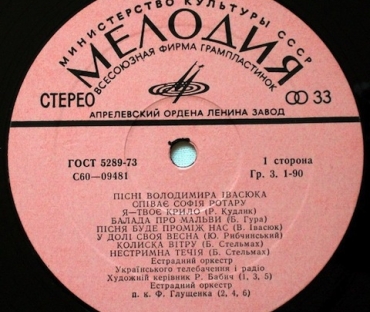 МИНИСТЕРСТВО КУЛЬТУРЫ СССР
МЕЛОДИЯ
ВСЕСОЮЗНАЯ ФИРМА ГРАМПЛАСТИНОК
СТЕРЕО
33
АПРЕЛЕВСКИЙ ОРДЕНА ЛЕНИНА ЗАВОД
ГОСТ 5289-73
1 сторона
С60—09481
Гр. 3. 1-90
ПІСНІ ВОЛОДИМИРА ІВАСЮКА
СПІВАЄ СОФІЯ РОТАРУ
Я—ТВОЄ КРИЛО (Р. Кудлик)
БАЛАДА ПРО МАЛЬВИ (Б. Гура)
ПІСНЯ БУДЕ ПРОМІЖ НАС (В. Івасюк)
У ДОЛІ СВОЯ ВЕСНА (Ю. Рибчинський)
КОЛИСКА ВІТРУ (Б. Стельмах)
НЕСТРИМНА ТЕЧІЯ (Б. Стельмах)
Естрадний оркестр
Українського телебачення і радіо
Художній керівник Р. Бабич (1, 3, 5)
Естрадний оркестр
п. к. Ф. Глущенка (2, 4, 6)